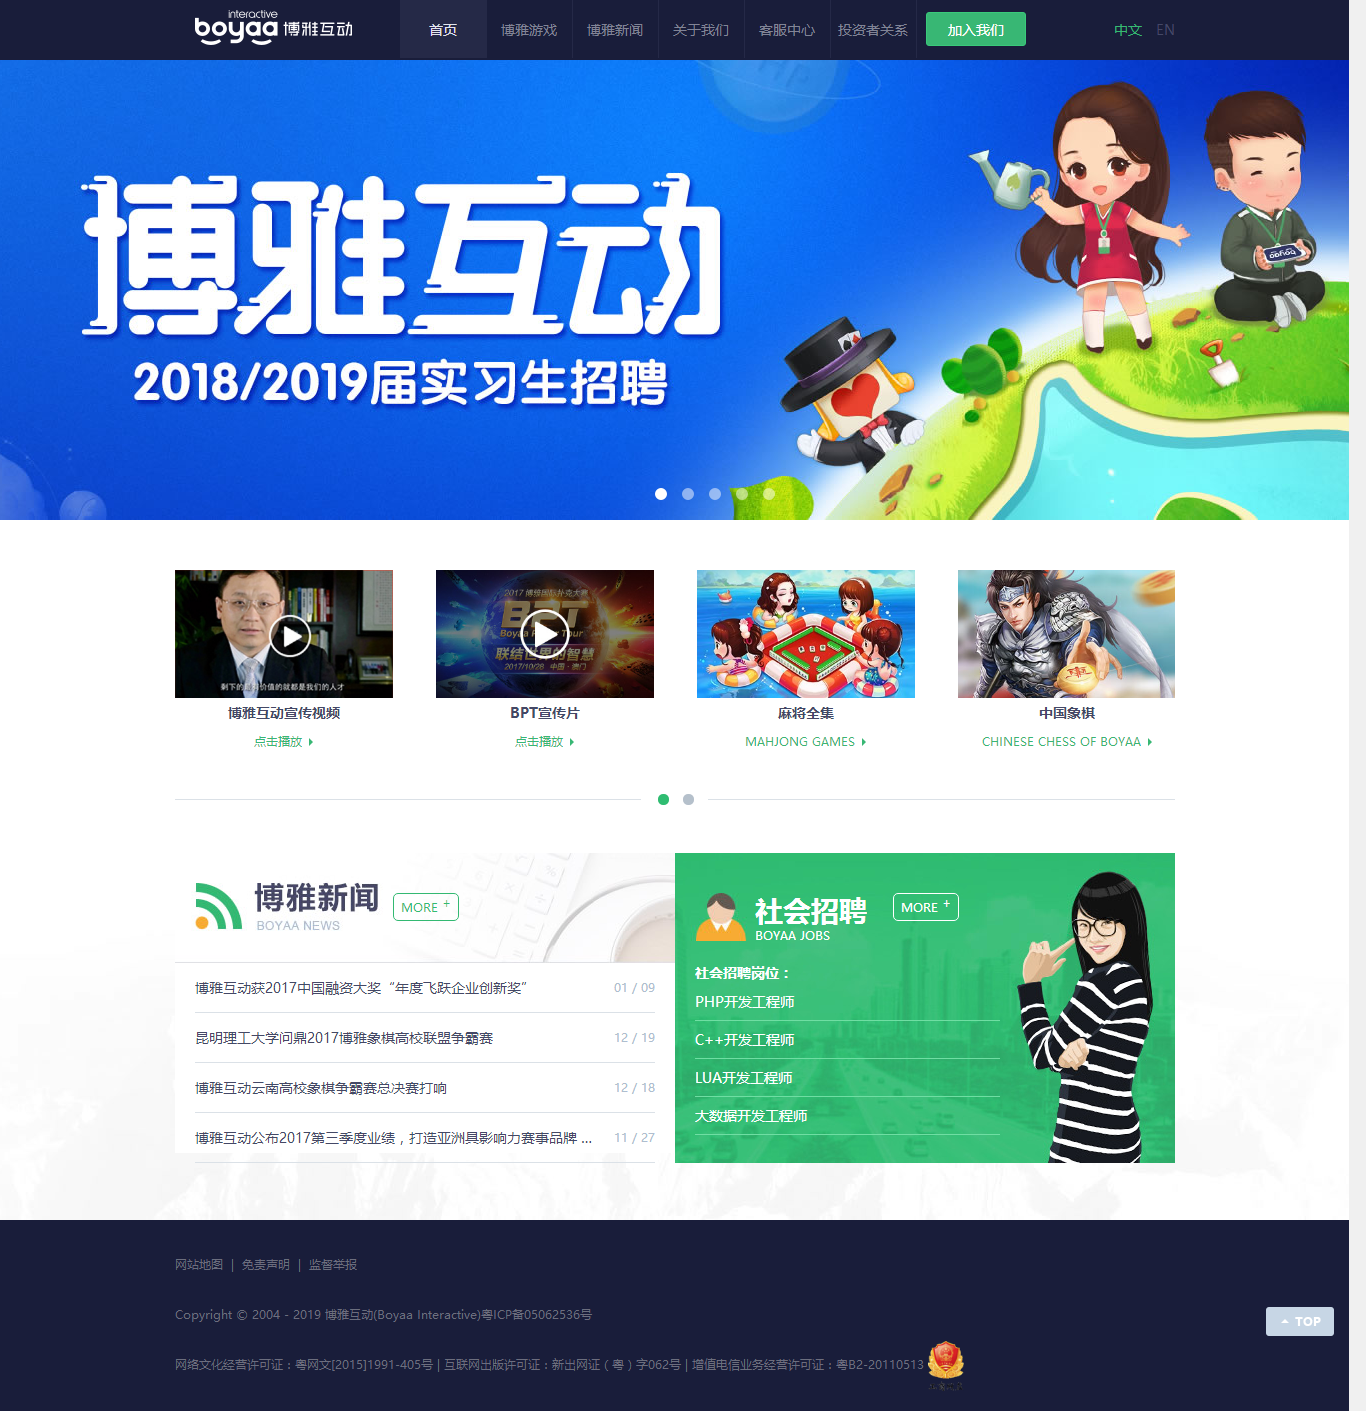 interactive
boyaa 博雅互动
首页 博雅游戏 博雅新闻 关于我们 客服中心 投资者关系 加入我们 中文 EN
博雅互动
2018/2019届实习生招聘
boyaa
2017 博雅国际扑克大赛
BPT
Boyaa Poker Tour
联结世界的智慧
2017/10/28 中国·澳门
剩下的最有价值的就都是我们的人才
博雅互动宣传视频 BPT宣传片 麻将全集 中国象棋
点击播放 点击播放 MAHJONG GAMES CHINESE CHESS OF BOYAA
博雅新闻 MORE +
BOYAA NEWS
博雅互动获2017中国融资大奖“年度飞跃企业创新奖” 01 / 09
昆明理工大学问鼎2017博雅象棋高校联盟争霸赛 12 / 19
博雅互动云南高校象棋争霸赛总决赛打响 12 / 18
博雅互动公布2017第三季度业绩，打造亚洲具影响力赛事品牌 ... 11 / 27
社会招聘 MORE +
BOYAA JOBS
社会招聘岗位：
PHP开发工程师
C++开发工程师
LUA开发工程师
大数据开发工程师
网站地图 | 免责声明 | 监督举报
Copyright © 2004 - 2019 博雅互动(Boyaa Interactive)粤ICP备05062536号
TOP
网络文化经营许可证：粤网文[2015]1991-405号 | 互联网出版许可证：新出网证（粤）字062号 | 增值电信业务经营许可证：粤B2-20110513